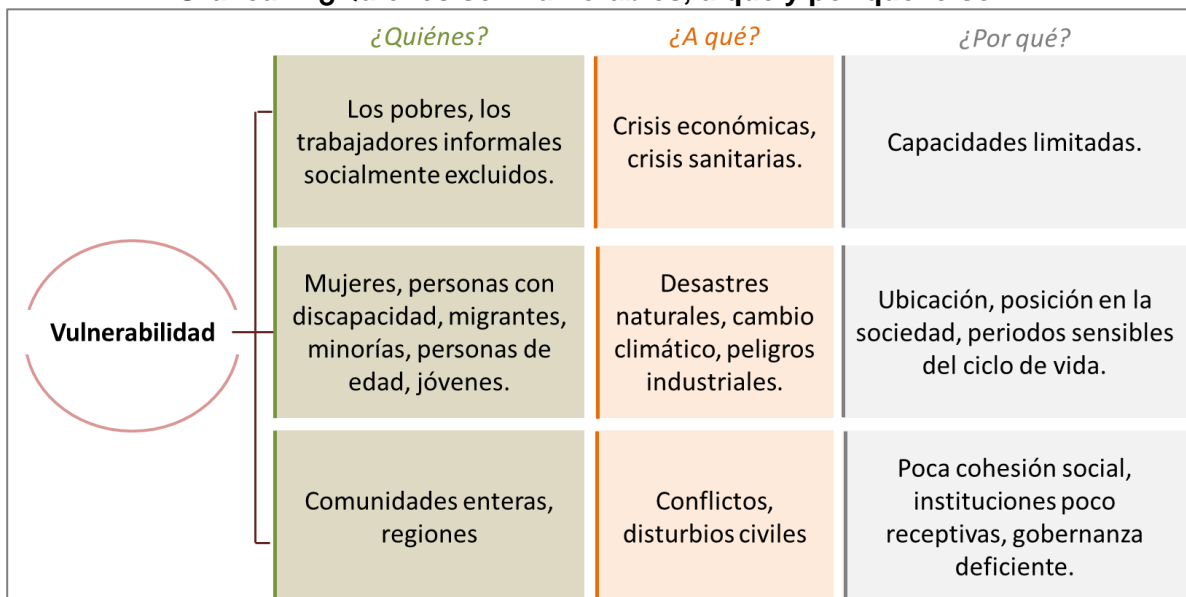 ¿Quiénes?
¿A qué?
¿Por qué?
Los pobres, los
trabajadores informales
socialmente excluidos.
Crisis económicas,
crisis sanitarias.
Capacidades limitadas.
Vulnerabilidad
Mujeres, personas con
discapacidad, migrantes,
minorías, personas de
edad, jóvenes.
Desastres
naturales, cambio
climático, peligros
industriales.
Ubicación, posición en la
sociedad, periodos sensibles
del ciclo de vida.
Comunidades enteras,
regiones
Conflictos,
disturbios civiles
Poca cohesión social,
instituciones poco
receptivas, gobernanza
deficiente.